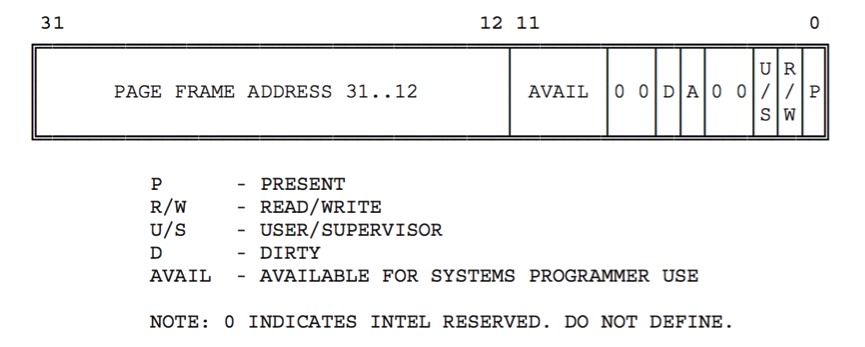 31 12 11 0
PAGE FRAME ADDRESS 31..12 AVAIL 0 0 D A 0 0 U/S R/W P
P - PRESENT
R/W - READ/WRITE
U/S - USER/SUPERVISOR
D - DIRTY
AVAIL - AVAILABLE FOR SYSTEMS PROGRAMMER USE
NOTE: 0 INDICATES INTEL RESERVED. DO NOT DEFINE.